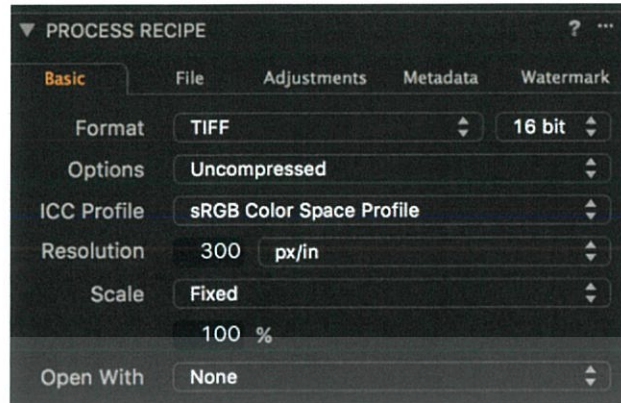 PROCESS RECIPE ? ...
Basic File Adjustments Metadata Watermark
Format TIFF 16 bit
Options Uncompressed
ICC Profile sRGB Color Space Profile
Resolution 300 px/in
Scale Fixed
100 %
Open With None